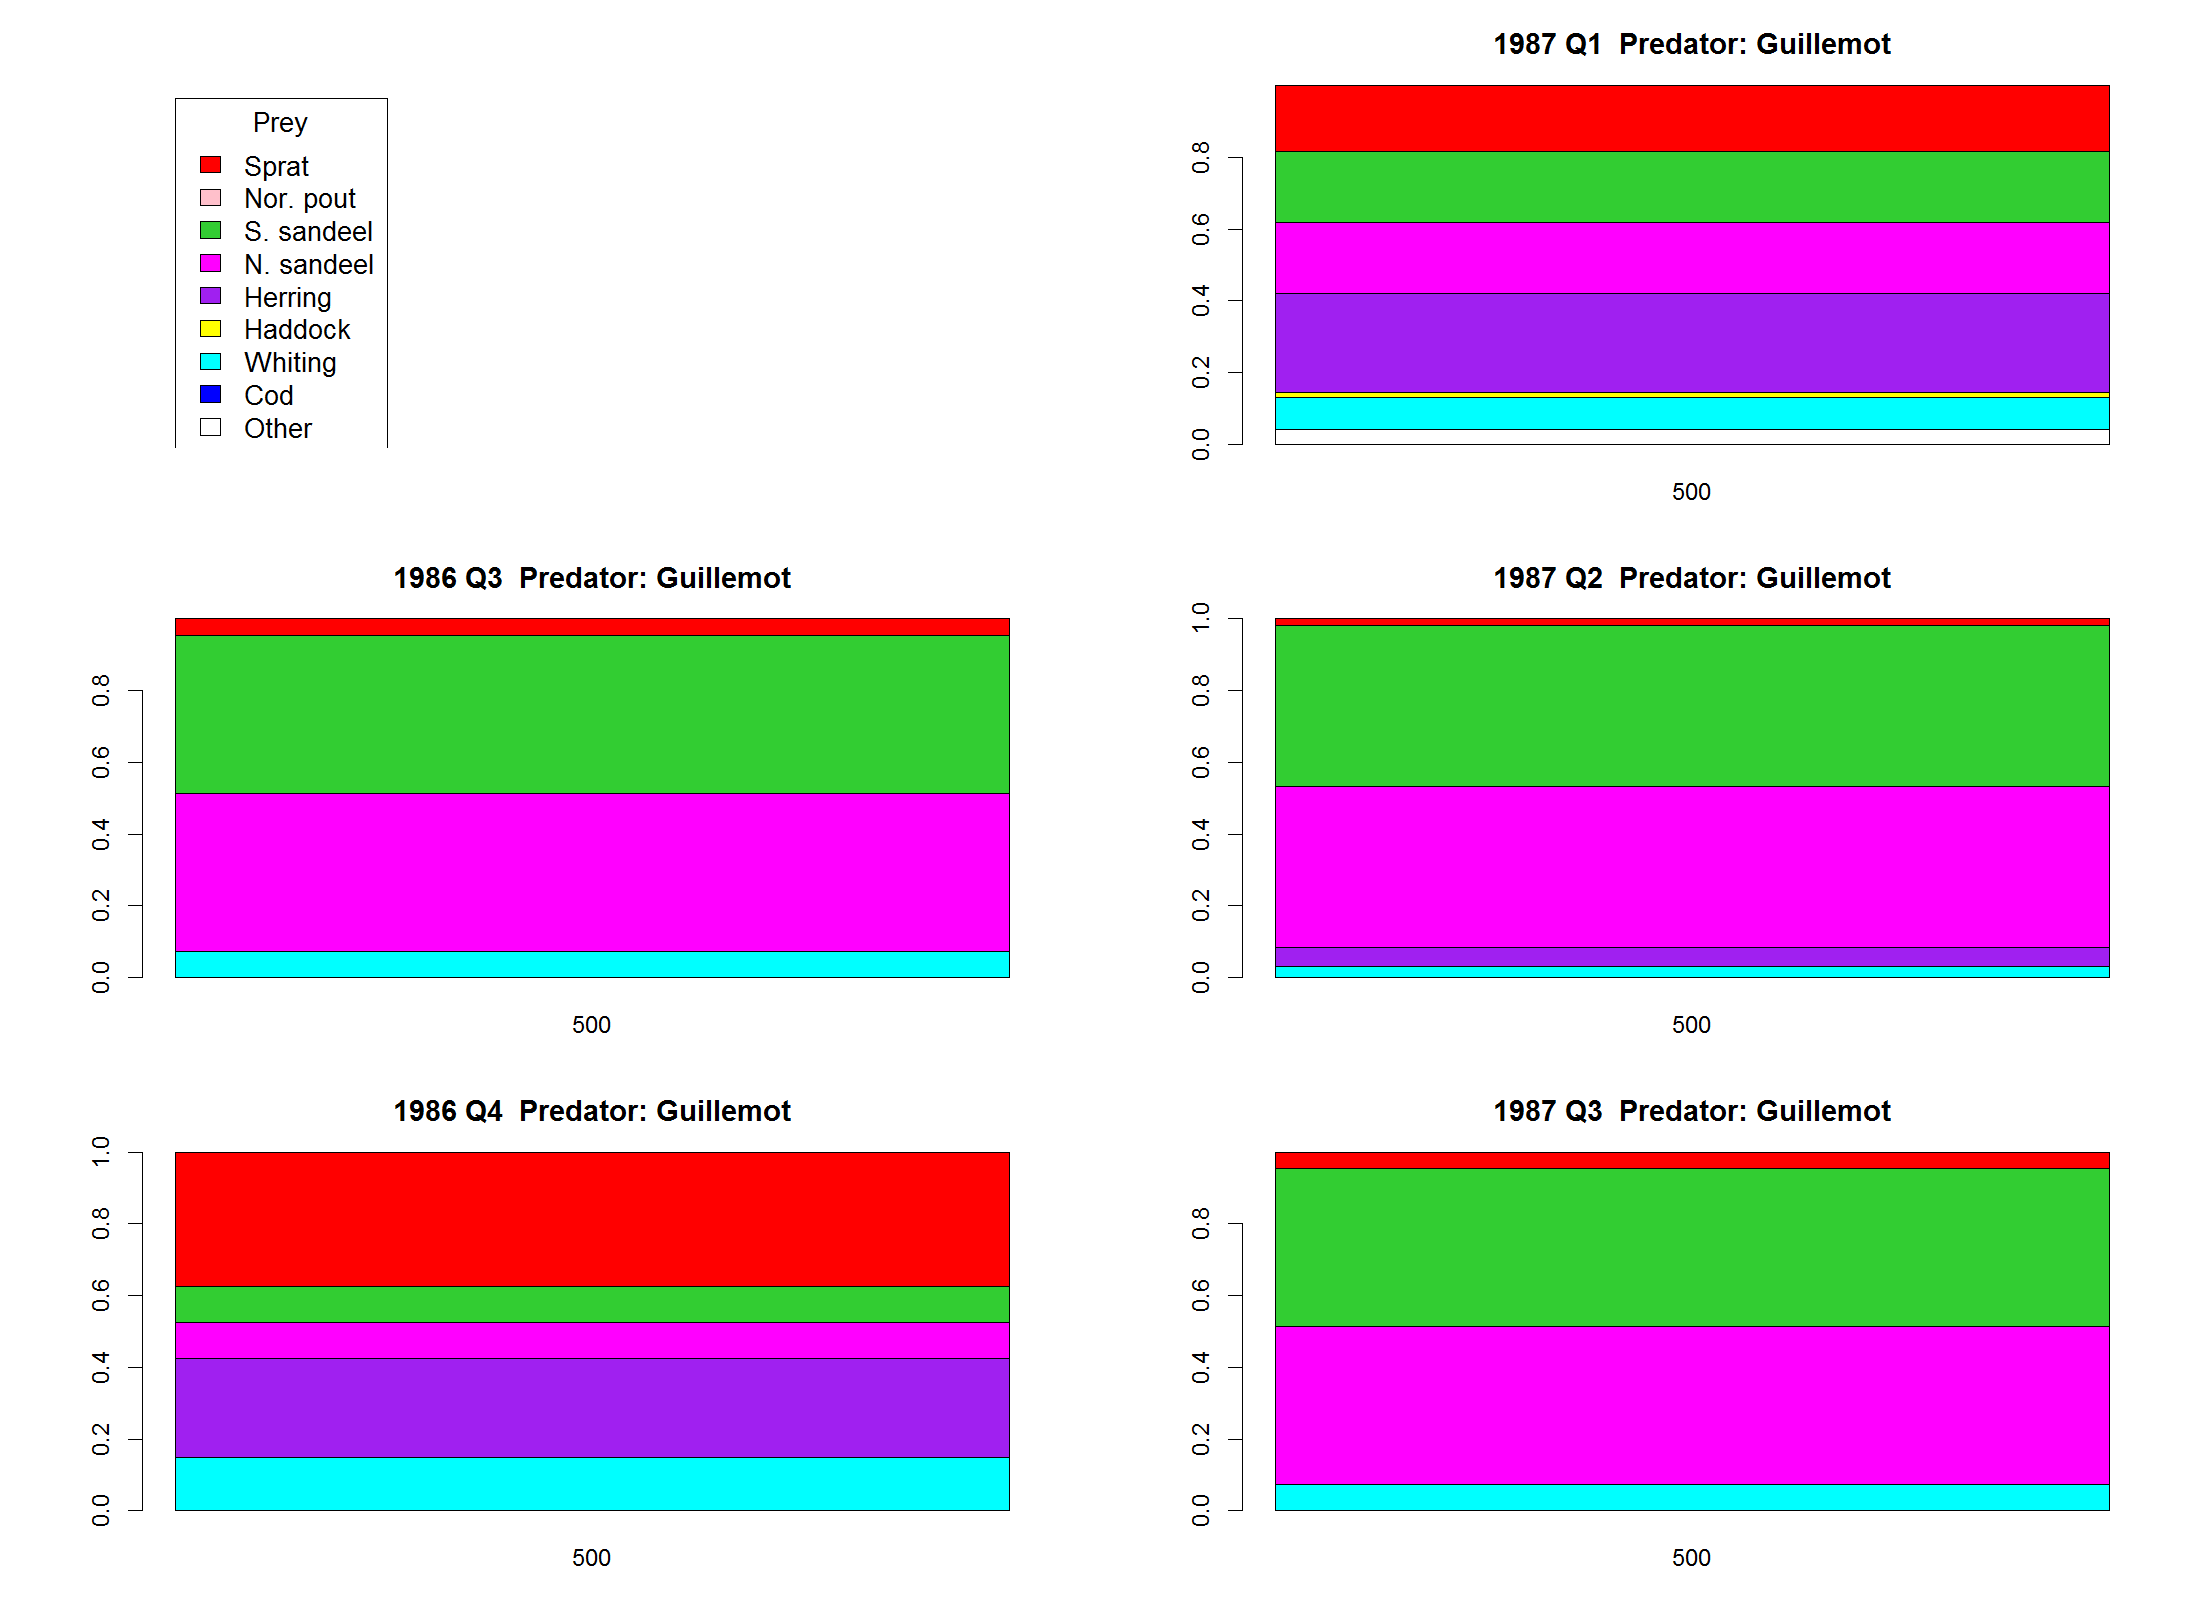 Prey
Sprat
Nor. pout
S. sandeel
N. sandeel
Herring
Haddock
Whiting
Cod
Other
1987 Q1  Predator: Guillemot
0.8
0.6
0.4
0.2
0.0
500
1986 Q3  Predator: Guillemot
0.8
0.6
0.4
0.2
0.0
500
1987 Q2  Predator: Guillemot
1.0
0.8
0.6
0.4
0.2
0.0
500
1986 Q4  Predator: Guillemot
1.0
0.8
0.6
0.4
0.2
0.0
500
1987 Q3  Predator: Guillemot
0.8
0.6
0.4
0.2
0.0
500